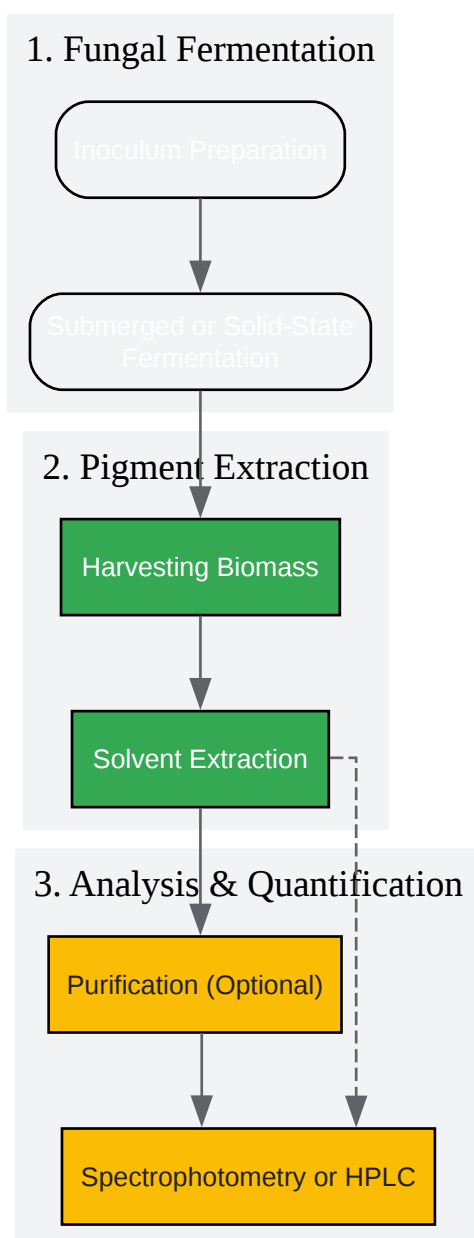 1. Fungal Fermentation
Inoculum Preparation
Submerged or Solid-State
Fermentation
2. Pigment Extraction
Harvesting Biomass
Solvent Extraction
3. Analysis & Quantification
Purification (Optional)
Spectrophotometry or HPLC